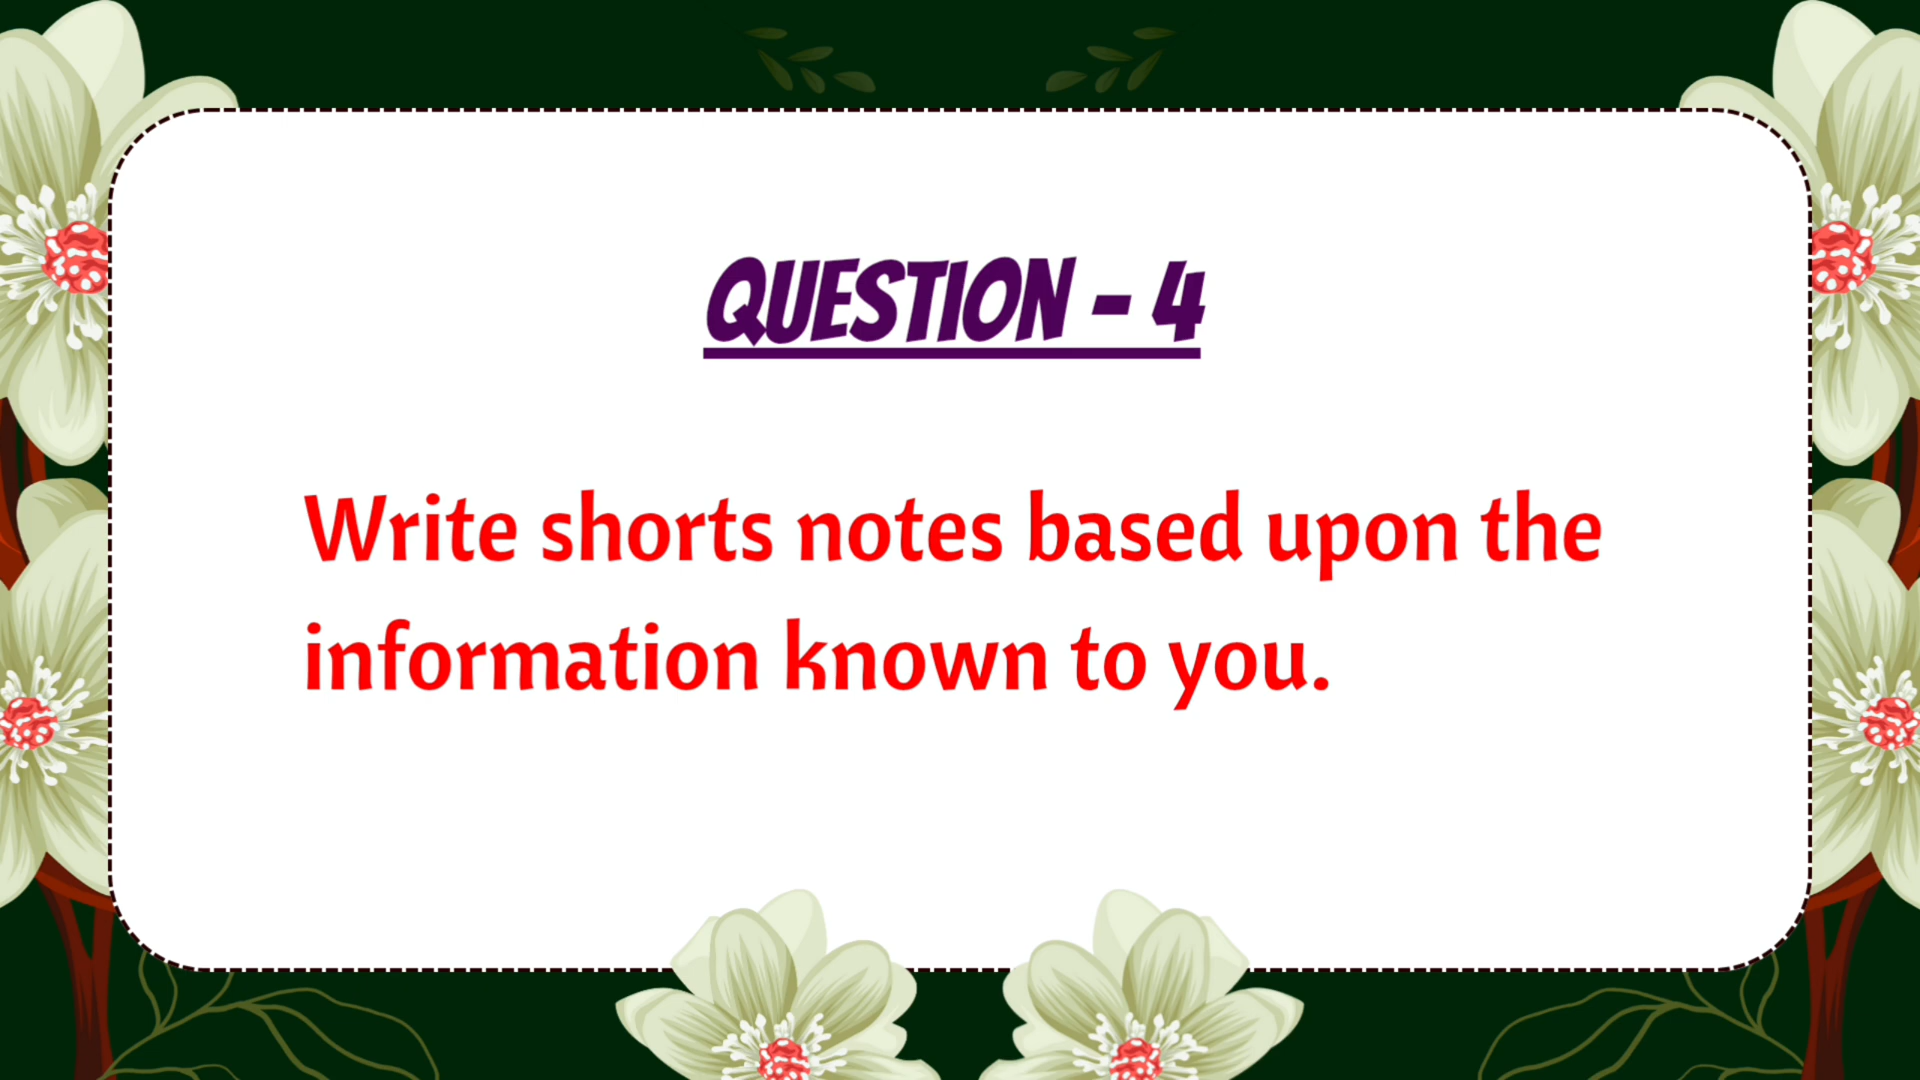 QUESTION - 4
Write shorts notes based upon the
information known to you.